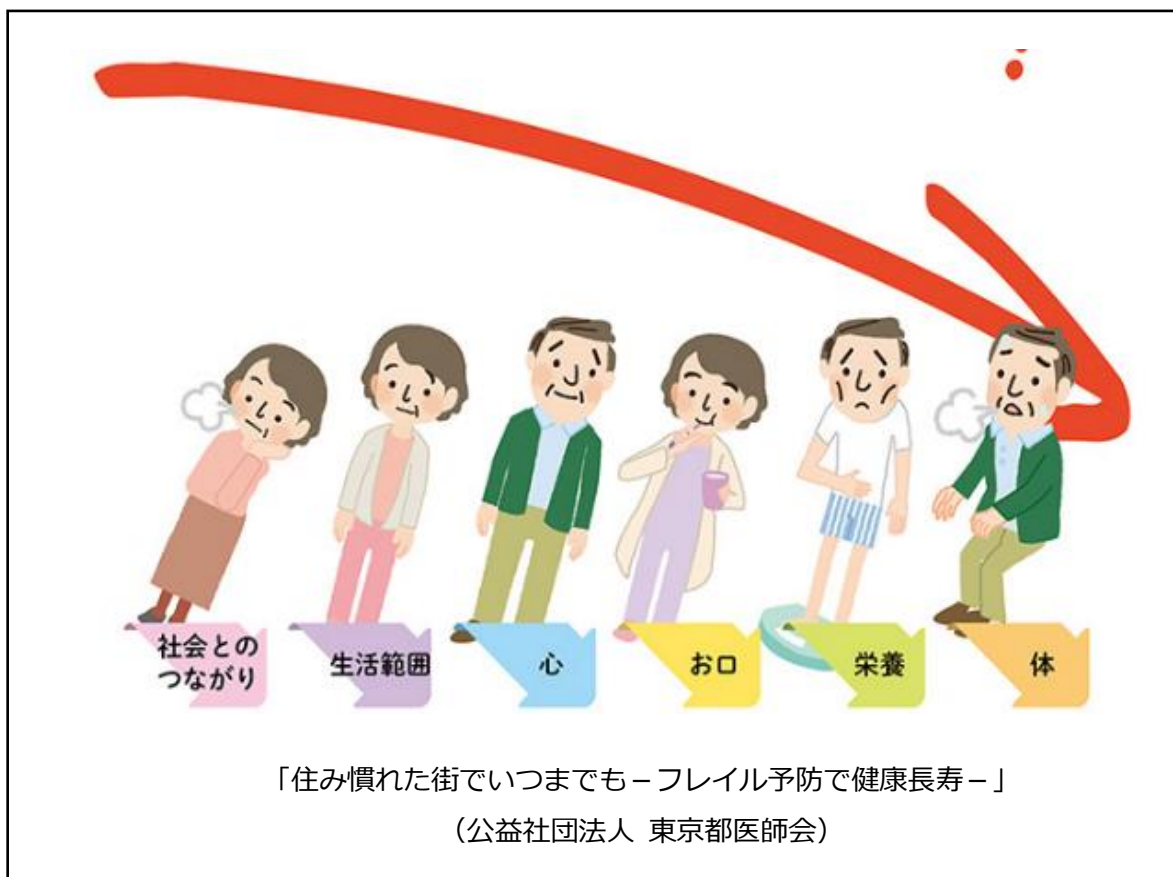 社会との
つながり
生活範囲
心
お口
栄養
体
「住み慣れた街でいつまでも－フレイル予防で健康長寿－」
（公益社団法人 東京都医師会）